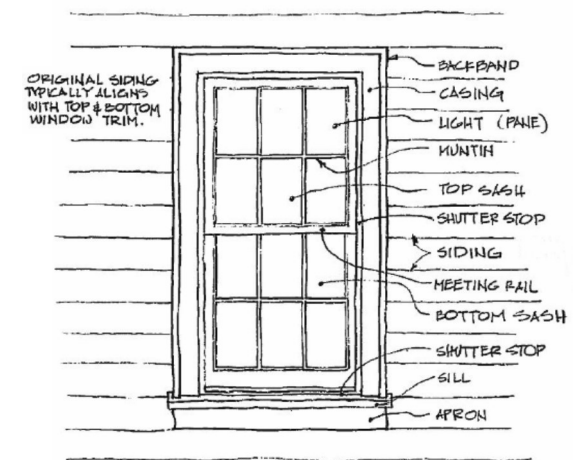 ORIGINAL SIDING
TYPICALLY ALIGNS
WITH TOP & BOTTOM
WINDOW TRIM.
BACKBAND
CASING
LIGHT (PANE)
MUNTIN
TOP SASH
SHUTTER STOP
SIDING
MEETING RAIL
BOTTOM SASH
SHUTTER STOP
SILL
APRON